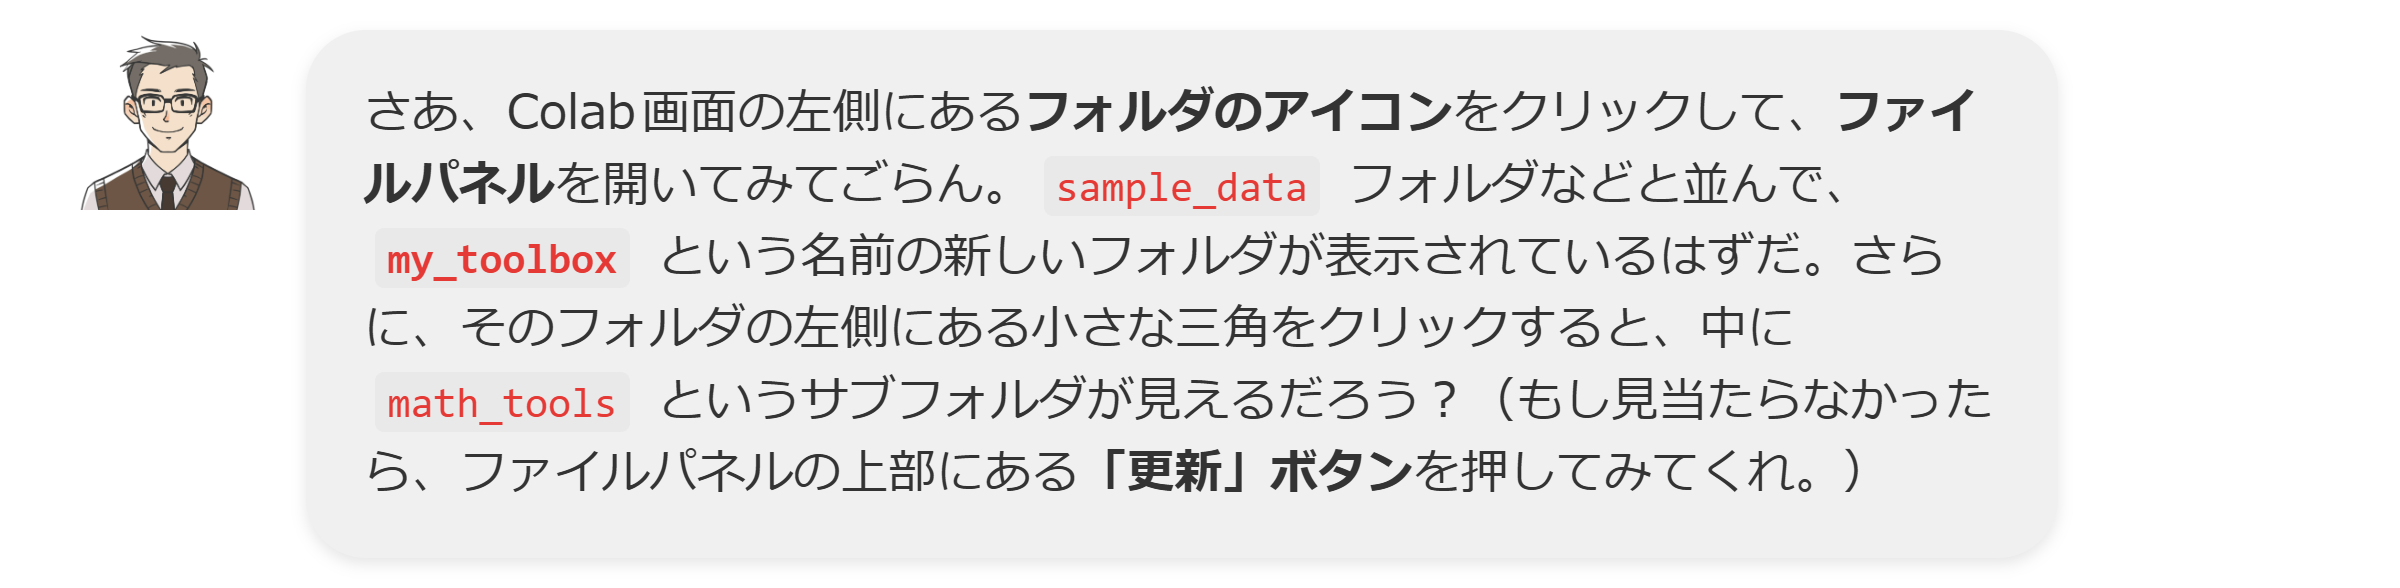 さあ、Colab画面の左側にあるフォルダのアイコンをクリックして、ファイ
ルパネルを開いてみてごらん。 sample_data フォルダなどと並んで、
my_toolbox という名前の新しいフォルダが表示されているはずだ。さら
に、そのフォルダの左側にある小さな三角をクリックすると、中に
math_tools というサブフォルダが見えるだろう？（もし見当たらなかった
ら、ファイルパネルの上部にある「更新」ボタンを押してみてくれ。）